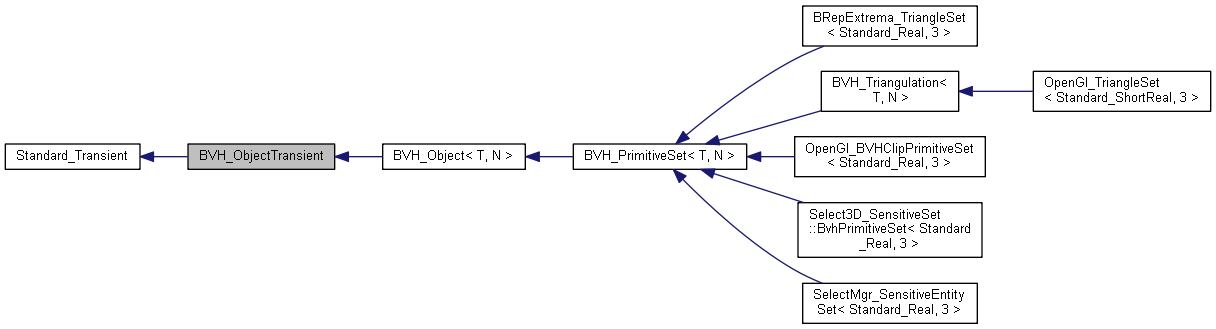 Standard_Transient
BVH_ObjectTransient
BVH_Object< T, N >
BVH_PrimitiveSet< T, N >
BRepExtrema_TriangleSet
< Standard_Real, 3 >
BVH_Triangulation<
T, N >
OpenGl_TriangleSet
< Standard_ShortReal, 3 >
OpenGl_BVHClipPrimitiveSet
< Standard_Real, 3 >
Select3D_SensitiveSet
::BvhPrimitiveSet< Standard
_Real, 3 >
SelectMgr_SensitiveEntity
Set< Standard_Real, 3 >